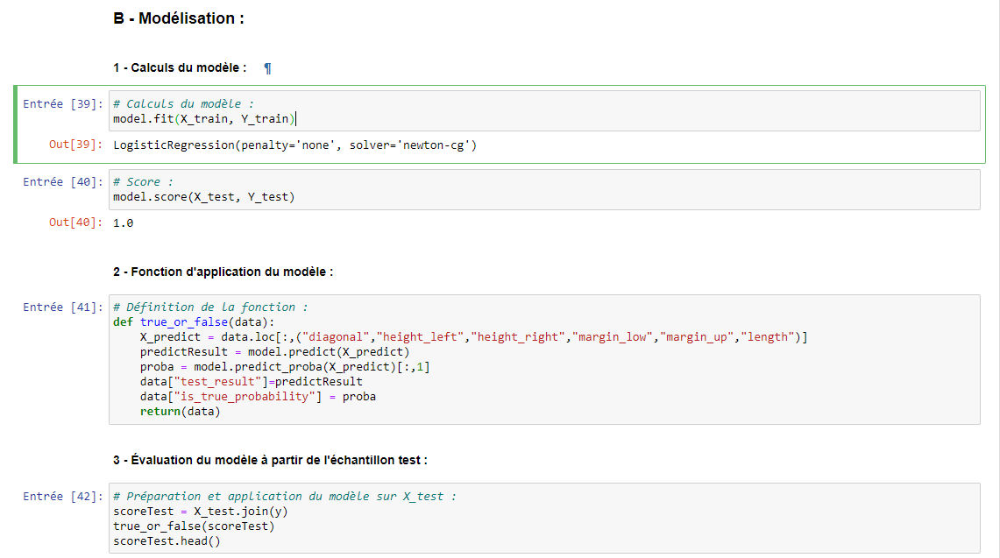 B - Modélisation :
1 - Calculs du modèle : ¶
Entrée [39]: # Calculs du modèle :
model.fit(X_train, Y_train)
Out[39]: LogisticRegression(penalty='none', solver='newton-cg')
Entrée [40]: # Score :
model.score(X_test, Y_test)
Out[40]: 1.0
2 - Fonction d'application du modèle :
Entrée [41]: # Définition de la fonction :
def true_or_false(data):
    X_predict = data.loc[:,("diagonal","height_left","height_right","margin_low","margin_up","length")]
    predictResult = model.predict(X_predict)
    proba = model.predict_proba(X_predict)[:,1]
    data["test_result"]=predictResult
    data["is_true_probability"] = proba
    return(data)
3 - Évaluation du modèle à partir de l'échantillon test :
Entrée [42]: # Préparation et application du modèle sur X_test :
scoreTest = X_test.join(y)
true_or_false(scoreTest)
scoreTest.head()